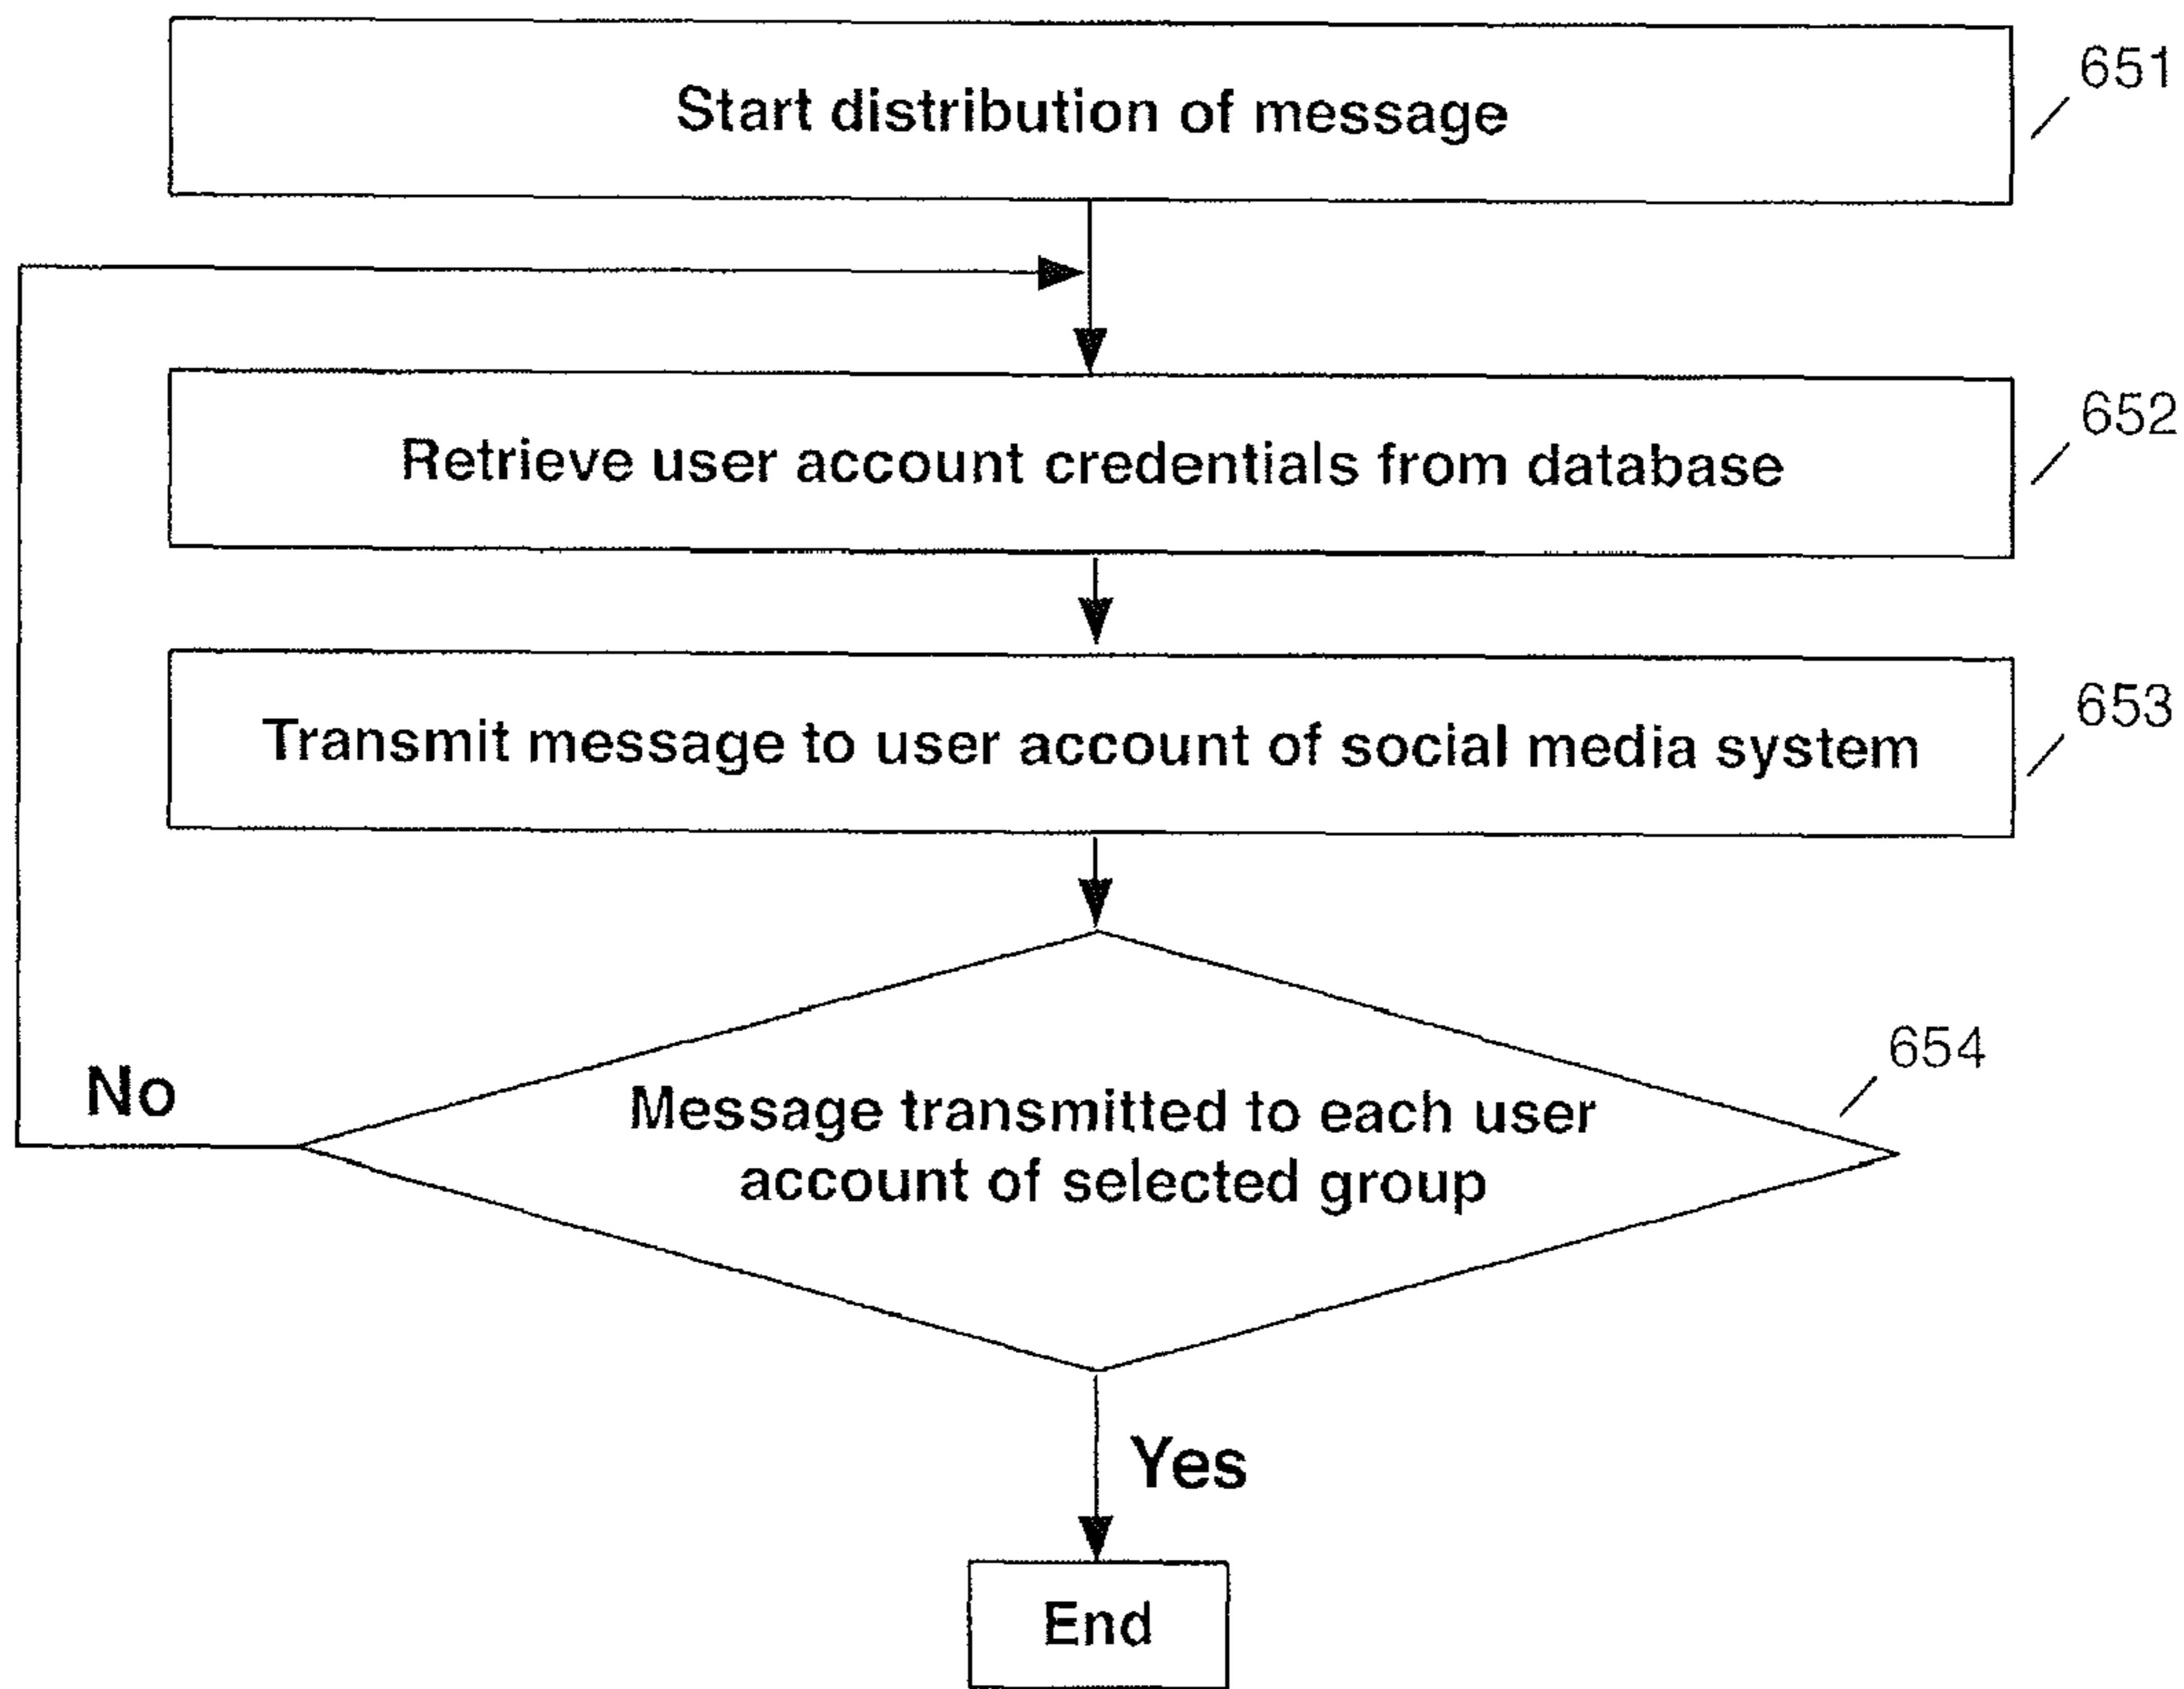 Start distribution of message
651
Retrieve user account credentials from database
652
Transmit message to user account of social media system
653
Message transmitted to each user
account of selected group
654
No
Yes
End